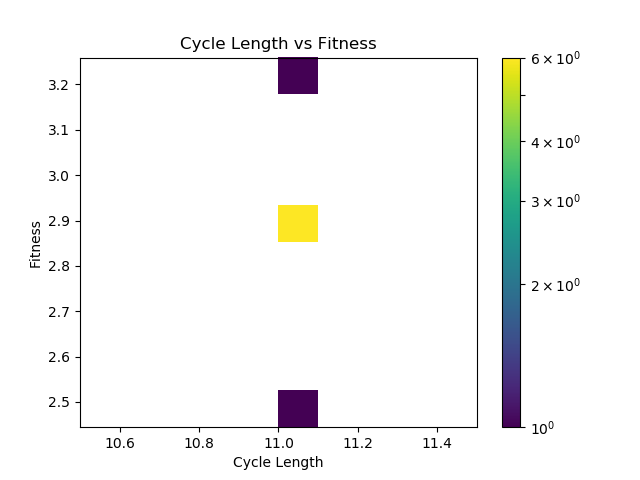 Cycle Length vs Fitness
Fitness
3.2
3.1
3.0
2.9
2.8
2.7
2.6
2.5
10.6 10.8 11.0 11.2 11.4
Cycle Length
6 × 10⁰
4 × 10⁰
3 × 10⁰
2 × 10⁰
10⁰